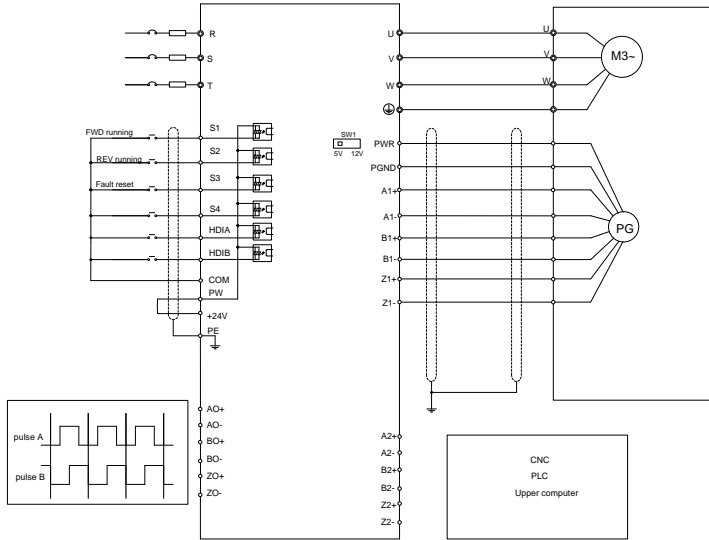 R
S
T
FWD running
REV running
Fault reset
S1
S2
S3
S4
HDIA
HDIB
COM
PW
+24V
PE
AO+
AO-
BO+
BO-
ZO+
ZO-
pulse A
pulse B
SW1
5V 12V
U
V
W
PWR
PGND
A1+
A1-
B1+
B1-
Z1+
Z1-
A2+
A2-
B2+
B2-
Z2+
Z2-
U
V
W
M3~
PG
CNC
PLC
Upper computer